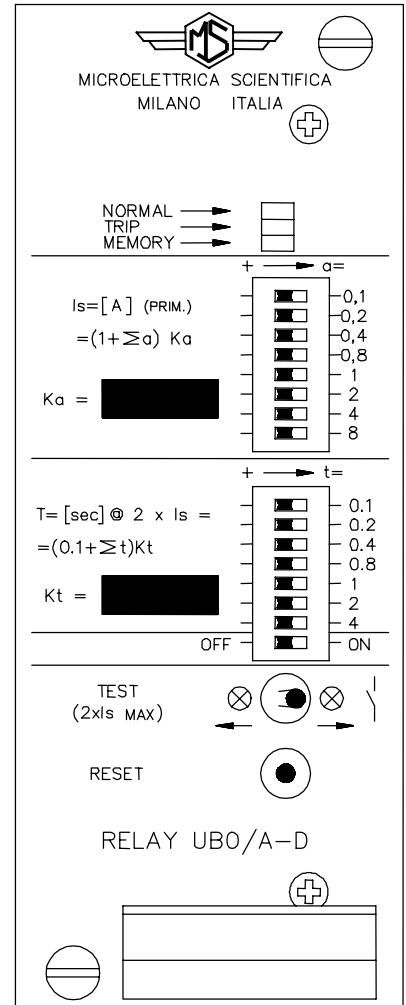 MS
MICROELETTRICA SCIENTIFICA
MILANO ITALIA
NORMAL
TRIP
MEMORY
+ a=
Is=[A] (PRIM.)
=(1+Σa) Ka
Ka =
0,1
0,2
0,4
0,8
1
2
4
8
+ t=
T= [sec] @ 2 x Is =
=(0.1+Σt)Kt
Kt =
0.1
0.2
0.4
0.8
1
2
4
OFF ON
TEST
(2xIs MAX)
RESET
RELAY UBO/A-D